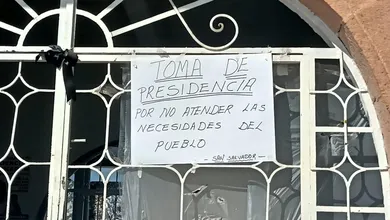 TOMA DE
PRESIDENCIA
POR NO ATENDER LAS
NECESIDADES DEL
PUEBLO
- SAN SALVADOR -